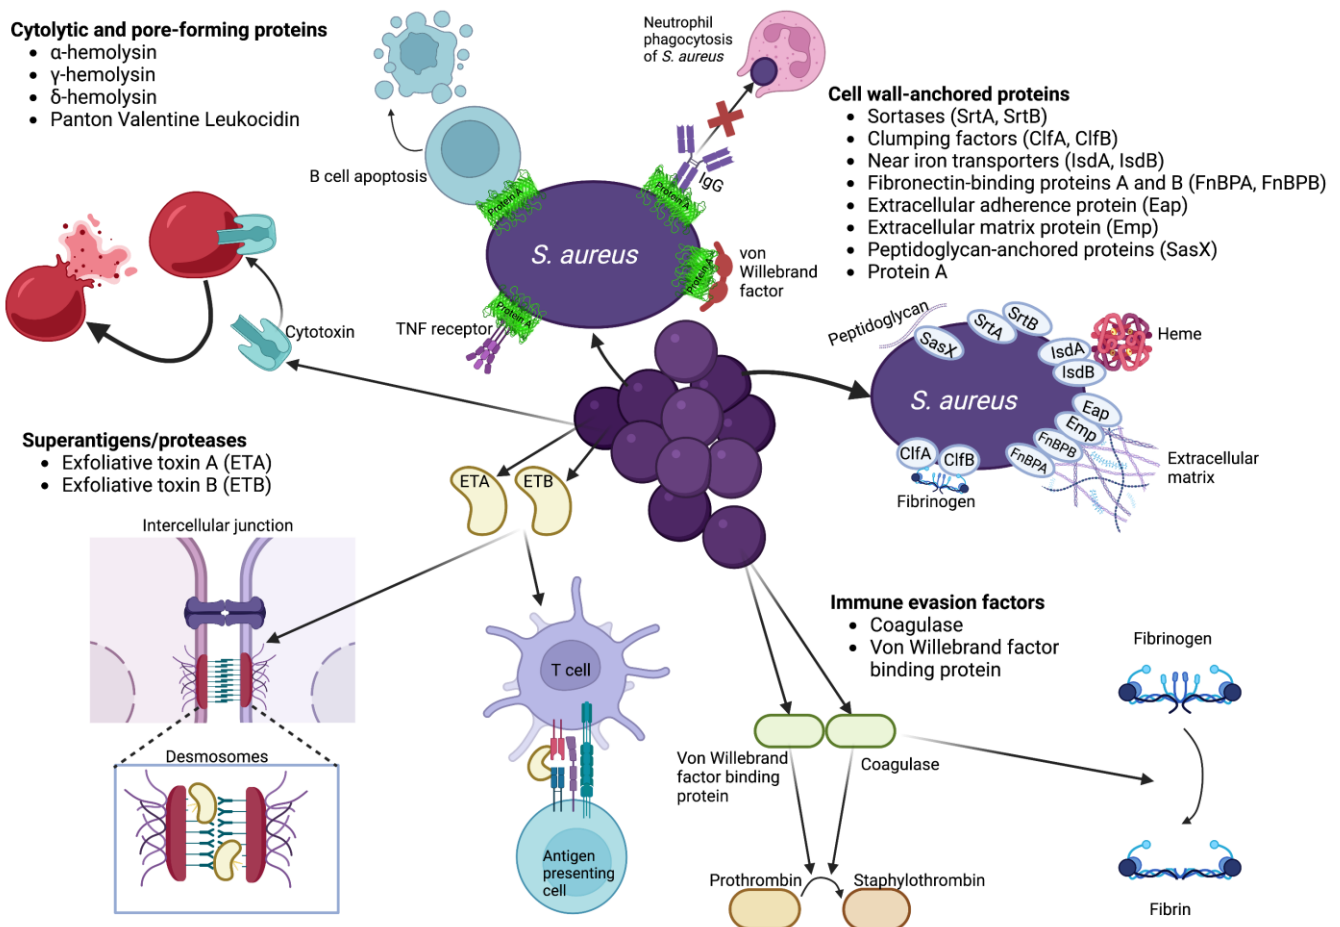 Cytolytic and pore-forming proteins
• α-hemolysin
• γ-hemolysin
• δ-hemolysin
• Panton Valentine Leukocidin
B cell apoptosis
Neutrophil
phagocytosis
of S. aureus
IgG
Protein A
Protein A
Protein A
Protein A
S. aureus
von
Willebrand
factor
TNF receptor
Cytotoxin
Cell wall-anchored proteins
• Sortases (SrtA, SrtB)
• Clumping factors (ClfA, ClfB)
• Near iron transporters (IsdA, IsdB)
• Fibronectin-binding proteins A and B (FnBPA, FnBPB)
• Extracellular adherence protein (Eap)
• Extracellular matrix protein (Emp)
• Peptidoglycan-anchored proteins (SasX)
• Protein A
Peptidoglycan
SasX
SrtA
SrtB
IsdA
IsdB
Heme
S. aureus
Eap
Emp
FnBPB
FnBPA
ClfA
ClfB
Fibrinogen
Extracellular
matrix
Superantigens/proteases
• Exfoliative toxin A (ETA)
• Exfoliative toxin B (ETB)
ETA
ETB
Intercellular junction
Desmosomes
T cell
Antigen
presenting
cell
Immune evasion factors
• Coagulase
• Von Willebrand factor
binding protein
Von Willebrand
factor binding
protein
Coagulase
Prothrombin
Staphylothrombin
Fibrinogen
Fibrin